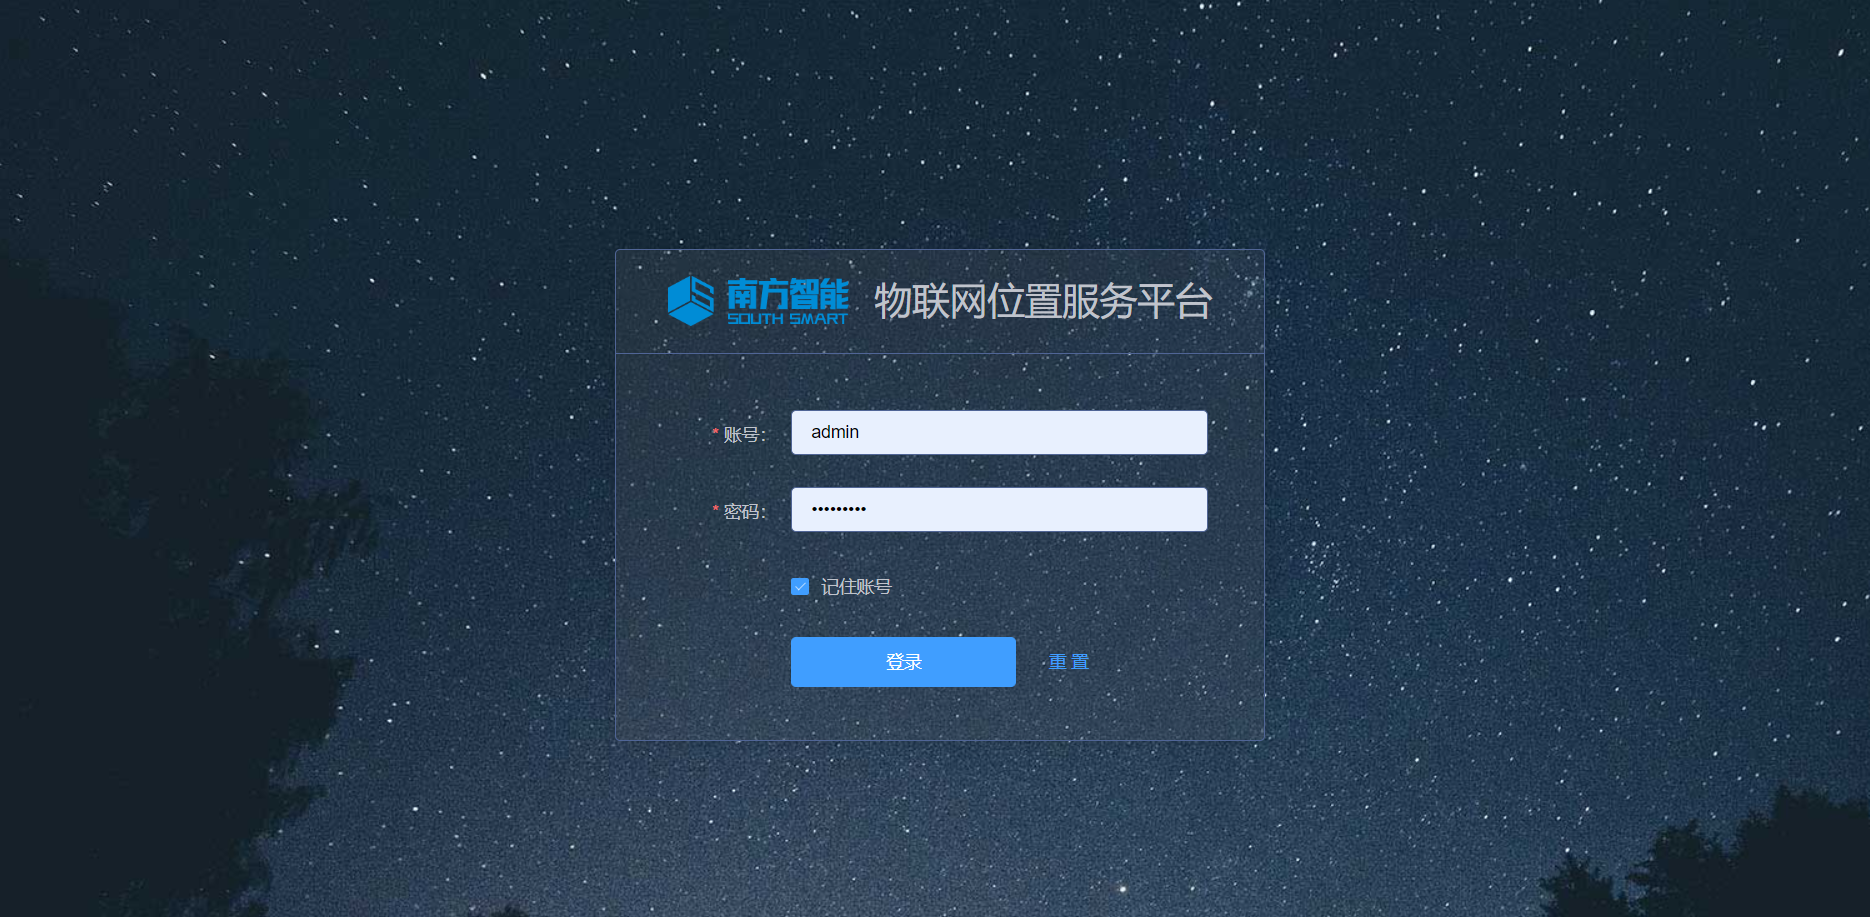 南方智能
SOUTH SMART
物联网位置服务平台
* 账号：
admin
* 密码：
•••••••••
记住账号
登录
重 置